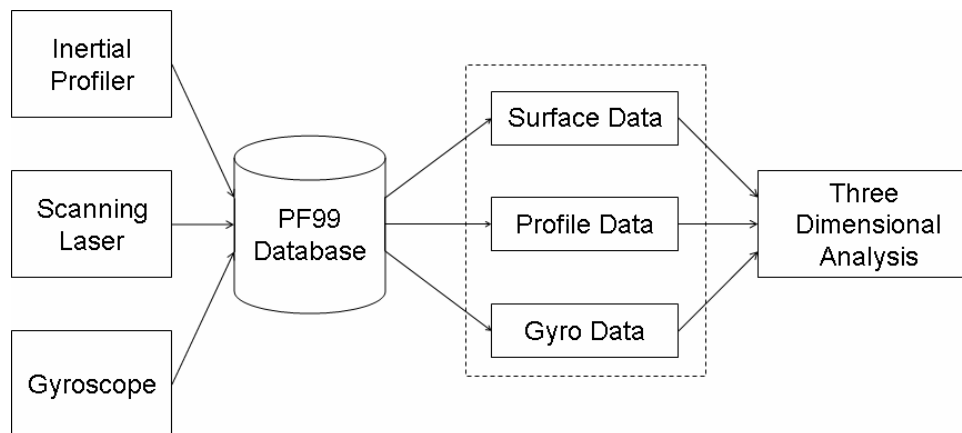 Inertial
Profiler
Scanning
Laser
Gyroscope
PF99
Database
Surface Data
Profile Data
Gyro Data
Three
Dimensional
Analysis